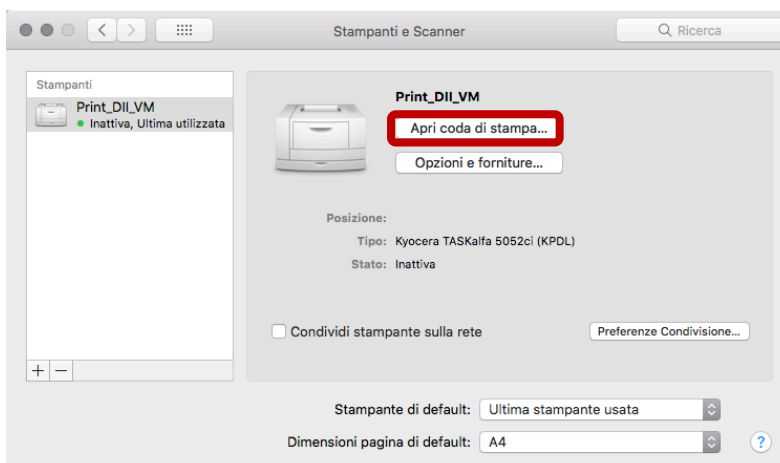 Stampanti e Scanner
Ricerca
Stampanti
Print_DII_VM
Inattiva, Ultima utilizzata
Print_DII_VM
Apri coda di stampa...
Opzioni e forniture...
Posizione:
Tipo: Kyocera TASKalfa 5052ci (KPDL)
Stato: Inattiva
Condividi stampante sulla rete
Preferenze Condivisione...
+ −
Stampante di default: Ultima stampante usata
Dimensioni pagina di default: A4
?